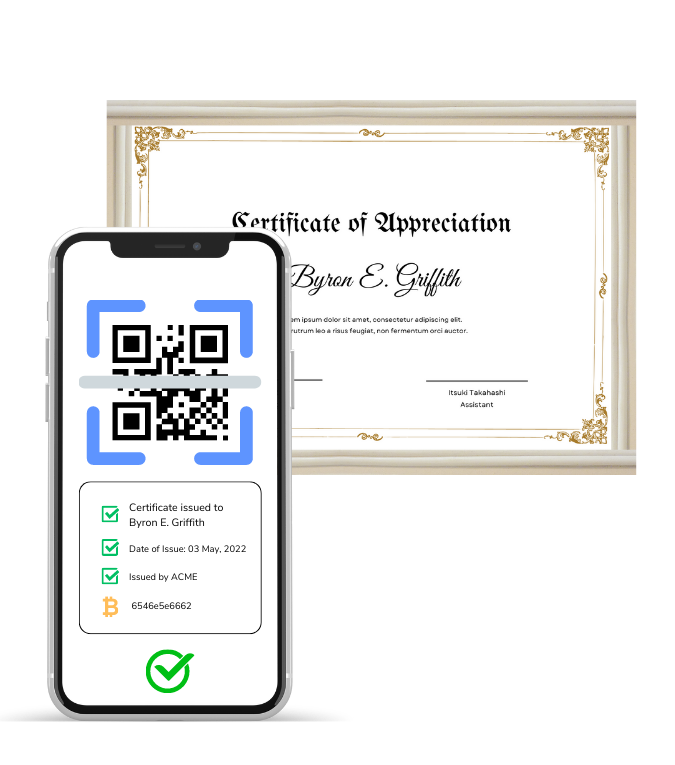 Certificate of Appreciation
Byron E. Griffith
ipsum dolor sit amet, consectetur adipiscing elit.
rutrum leo a risus feugiat, non fermentum orci auctor.
Itsuki Takahashi
Assistant
Certificate issued to
Byron E. Griffith
Date of Issue: 03 May, 2022
Issued by ACME
6546e5e6662